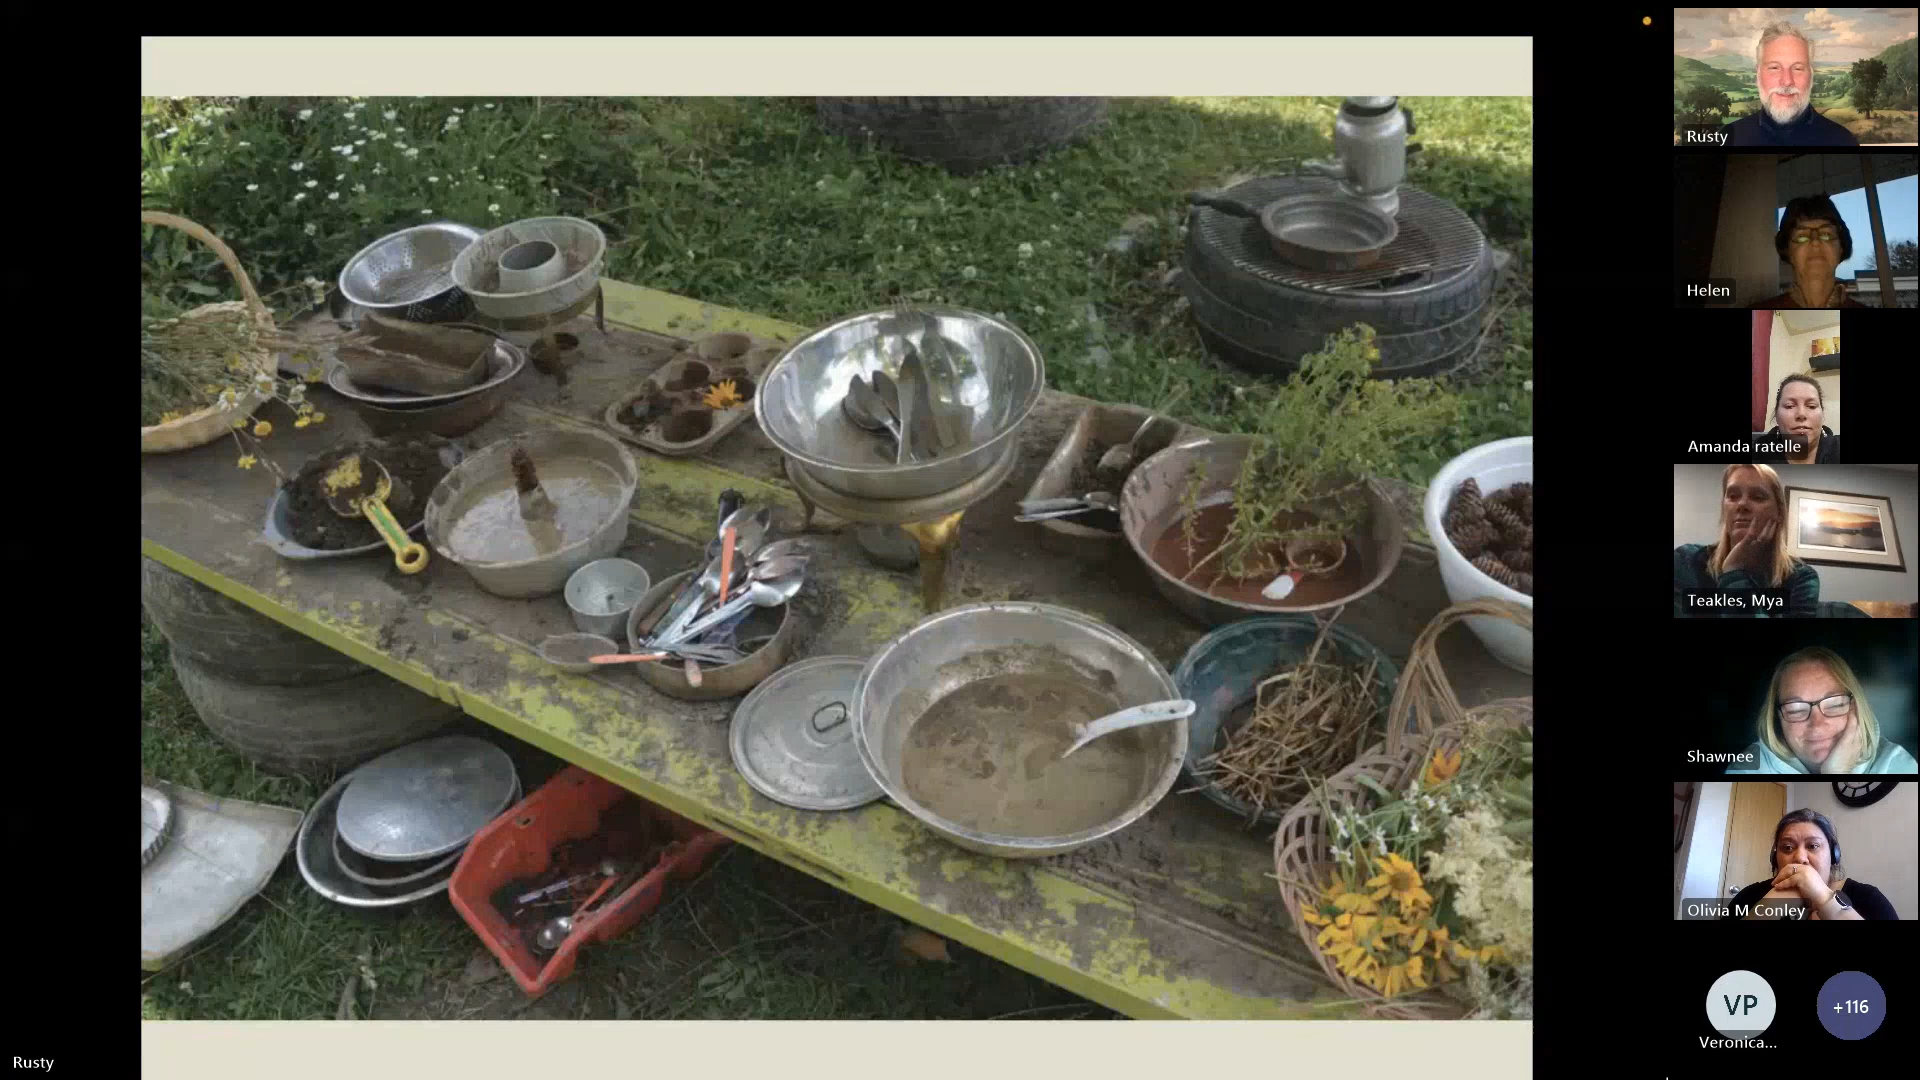 Rusty
Helen
Amanda ratelle
Teakles, Mya
Shawnee
Olivia M Conley
VP
+116
Veronica...
Rusty